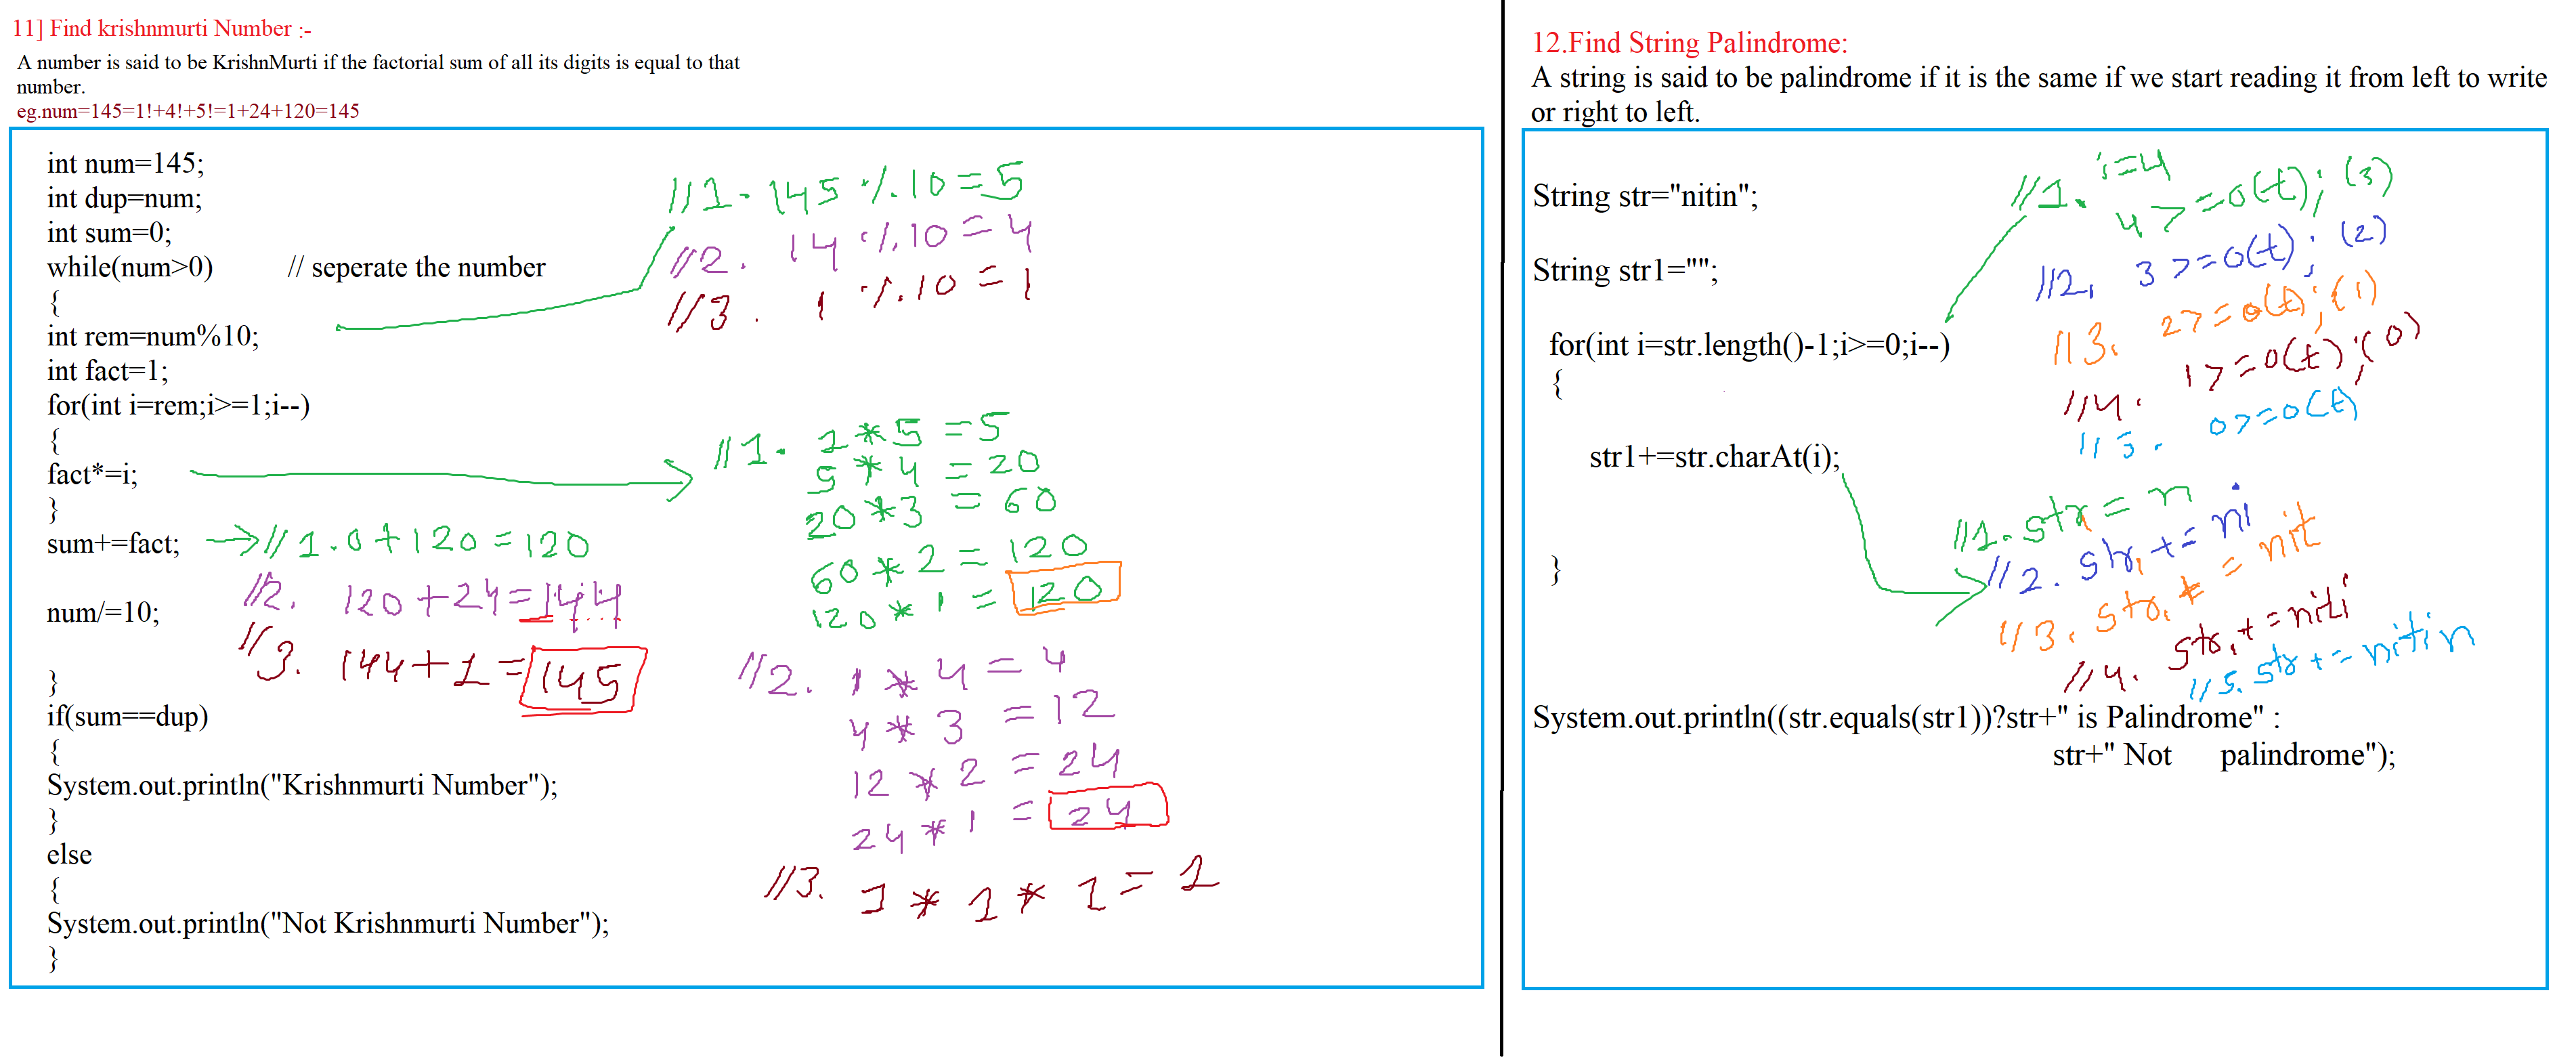 11] Find krishnmurti Number :-
A number is said to be KrishnMurti if the factorial sum of all its digits is equal to that
number.
eg.num=145=1!+4!+5!=1+24+120=145
int num=145;
int dup=num;
int sum=0;
while(num>0) // seperate the number
{
int rem=num%10;
int fact=1;
for(int i=rem;i>=1;i--)
{
fact*=i;
}
sum+=fact;
num/=10;
}
if(sum==dup)
{
System.out.println("Krishnmurti Number");
}
else
{
System.out.println("Not Krishnmurti Number");
}
//1. 145 %10=5
//2. 14 %10=4
//3. 1 %10=1
//1. 1*5=5
5*4=20
20*3=60
60*2=120
120*1=120
//1. 0+120=120
//2. 120+24=144
//3. 144+1=145
//2. 1*4=4
4*3=12
12*2=24
24*1=24
//3. 1*1*1=1
12.Find String Palindrome:
A string is said to be palindrome if it is the same if we start reading it from left to write
or right to left.
String str="nitin";
String str1="";
for(int i=str.length()-1;i>=0;i--)
{
str1+=str.charAt(i);
}
System.out.println((str.equals(str1))?str+" is Palindrome" :
str+" Not palindrome");
//1. i=4
4>=0(t); (3)
//2. 3>=0(t); (2)
//3. 2>=0(t); (1)
//4. 1>=0(t); (0)
//5. 0>=0(t)
//1. str=n
//2. str1+=ni
//3. str1+=nit
//4. str1+=niti
//5. str+=nitin